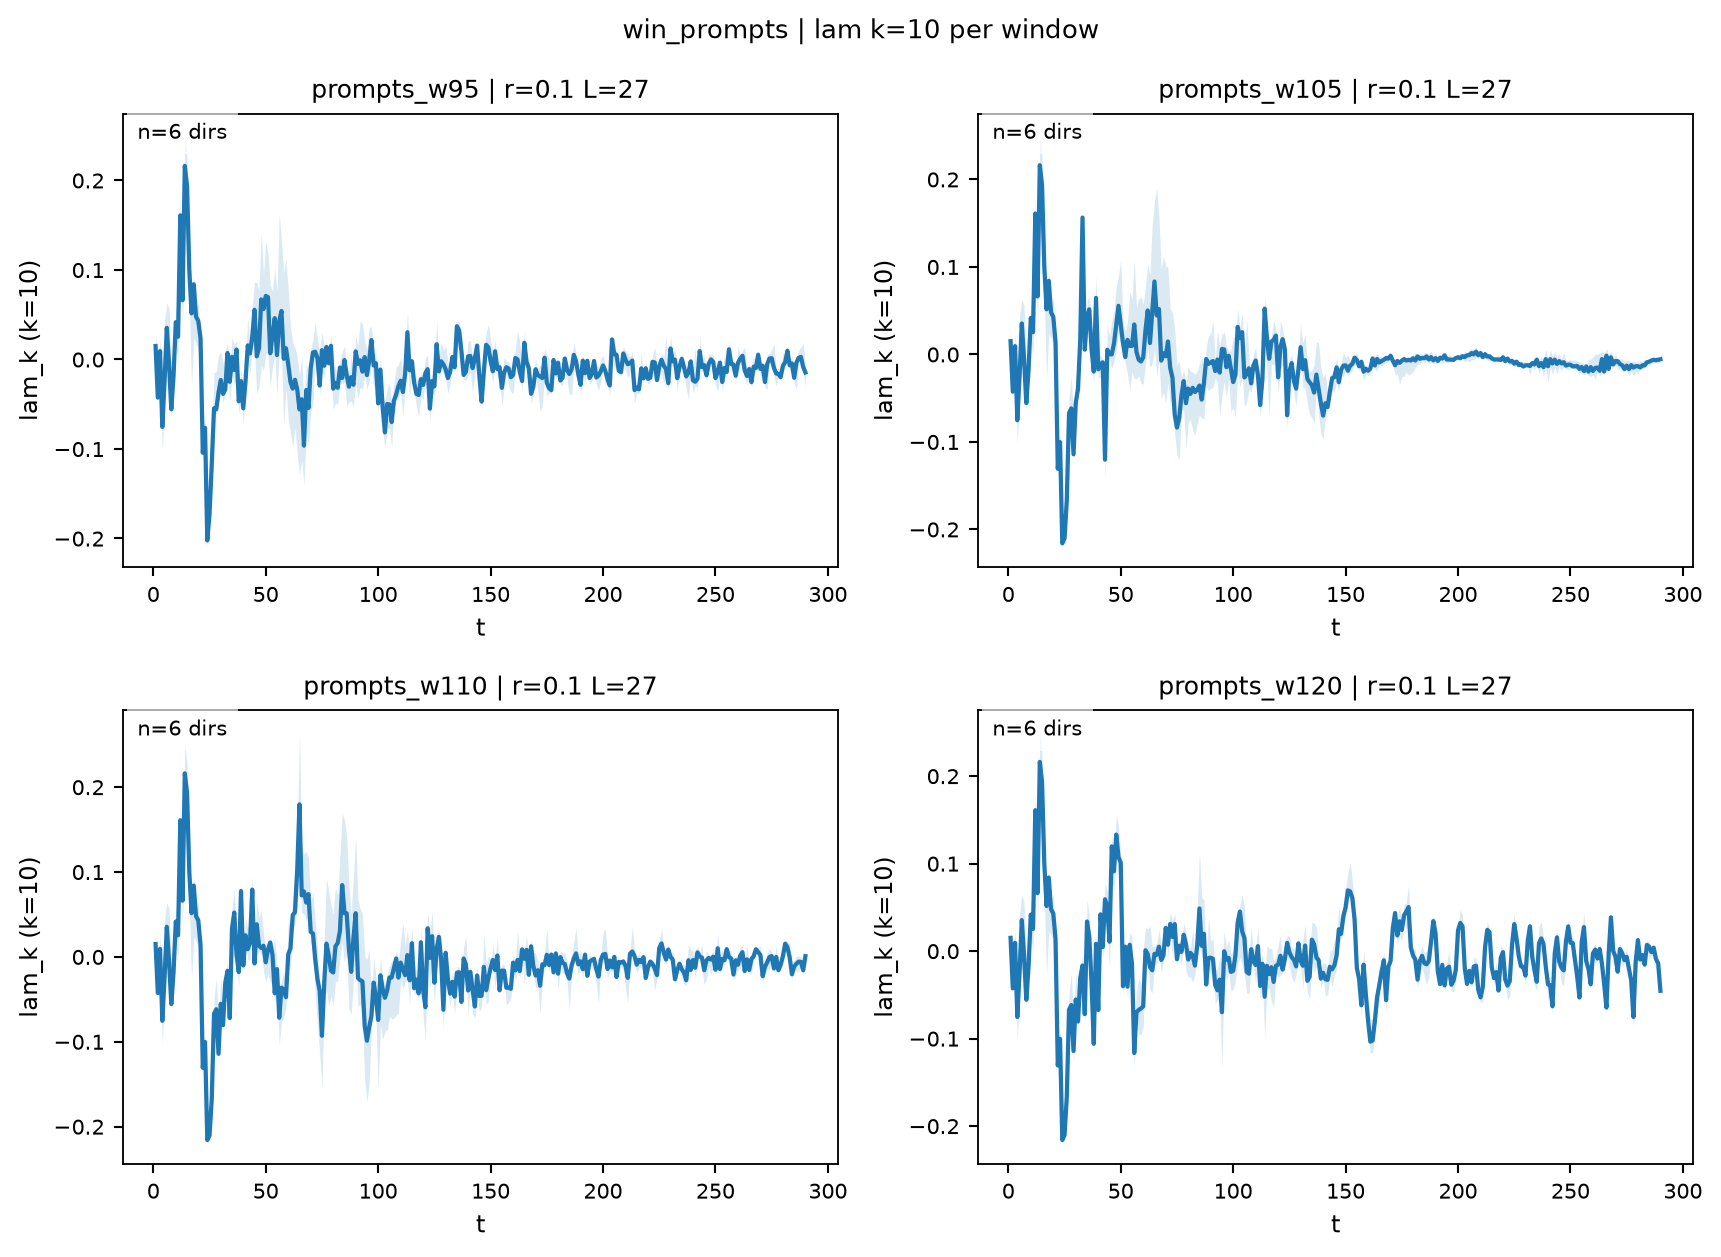 win_prompts | lam k=10 per window
prompts_w95 | r=0.1 L=27
n=6 dirs
0.2
0.1
0.0
−0.1
−0.2
lam_k (k=10)
0 50 100 150 200 250 300
t
prompts_w105 | r=0.1 L=27
n=6 dirs
0.2
0.1
0.0
−0.1
−0.2
lam_k (k=10)
0 50 100 150 200 250 300
t
prompts_w110 | r=0.1 L=27
n=6 dirs
0.2
0.1
0.0
−0.1
−0.2
lam_k (k=10)
0 50 100 150 200 250 300
t
prompts_w120 | r=0.1 L=27
n=6 dirs
0.2
0.1
0.0
−0.1
−0.2
lam_k (k=10)
0 50 100 150 200 250 300
t